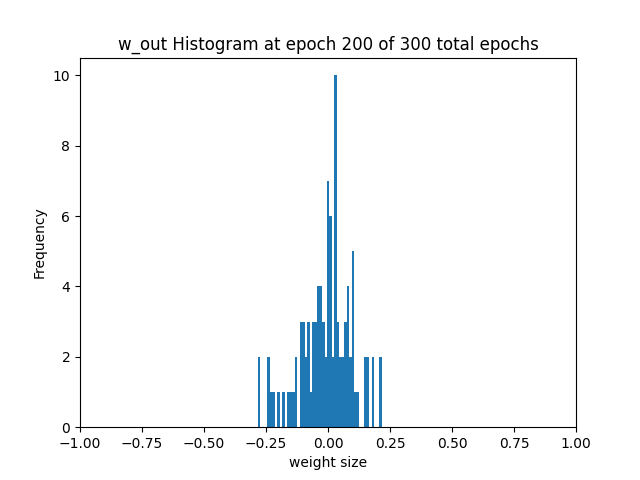 w_out Histogram at epoch 200 of 300 total epochs
Frequency
10
8
6
4
2
0
−1.00 −0.75 −0.50 −0.25 0.00 0.25 0.50 0.75 1.00
weight size